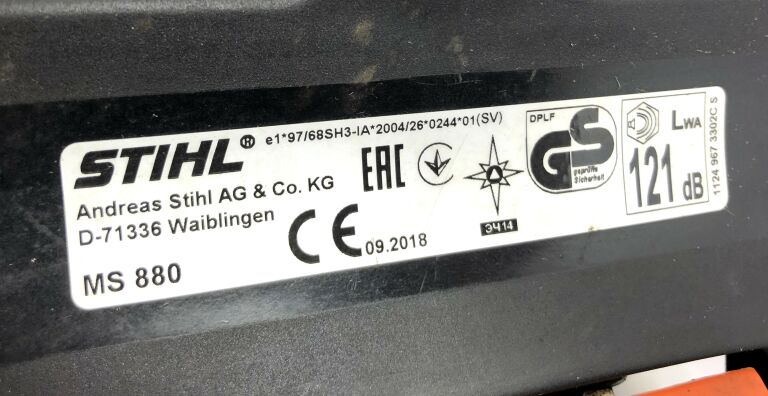 STIHL®
e1*97/68SH3-IA*2004/26*0244*01(SV)
Andreas Stihl AG & Co. KG
D-71336 Waiblingen
MS 880
CE 09.2018
EAC
ЭЧ14
DPLF
GS
geprüfte
Sicherheit
LWA
121 dB
1124 967 3302C S